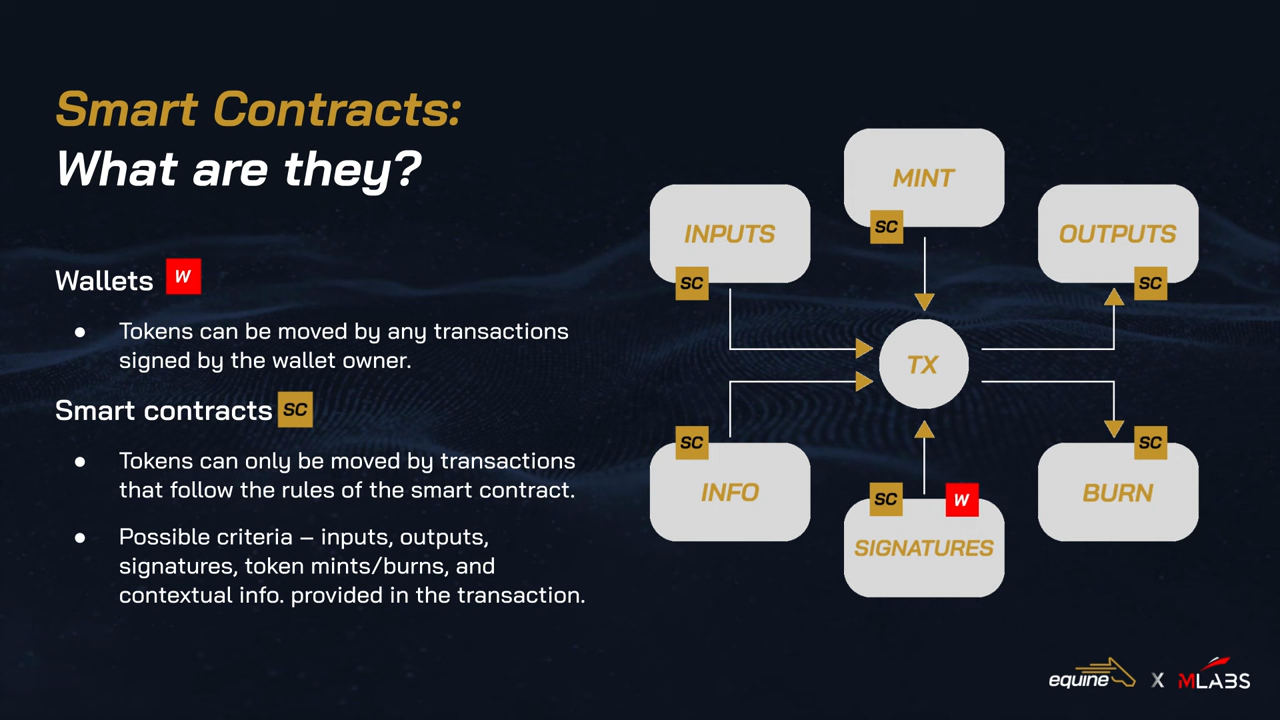 Smart Contracts:
What are they?
Wallets W
● Tokens can be moved by any transactions
signed by the wallet owner.
Smart contracts SC
● Tokens can only be moved by transactions
that follow the rules of the smart contract.
● Possible criteria – inputs, outputs,
signatures, token mints/burns, and
contextual info. provided in the transaction.
MINT
SC
INPUTS
SC
OUTPUTS
SC
TX
SC
INFO
SC W
SIGNATURES
SC
BURN
equine X MLABS